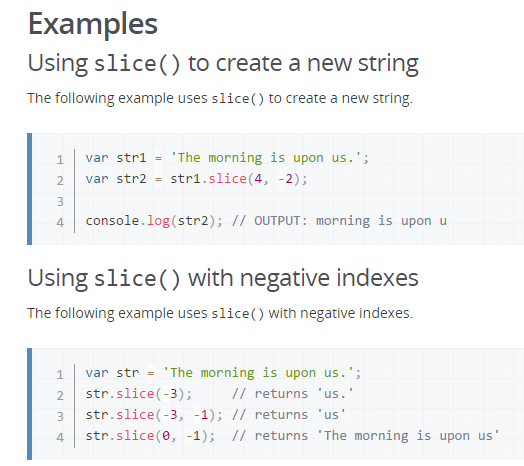 Examples
Using slice() to create a new string
The following example uses slice() to create a new string.
1 var str1 = 'The morning is upon us.';
2 var str2 = str1.slice(4, -2);
3
4 console.log(str2); // OUTPUT: morning is upon u
Using slice() with negative indexes
The following example uses slice() with negative indexes.
1 var str = 'The morning is upon us.';
2 str.slice(-3);     // returns 'us.'
3 str.slice(-3, -1); // returns 'us'
4 str.slice(0, -1);  // returns 'The morning is upon us'